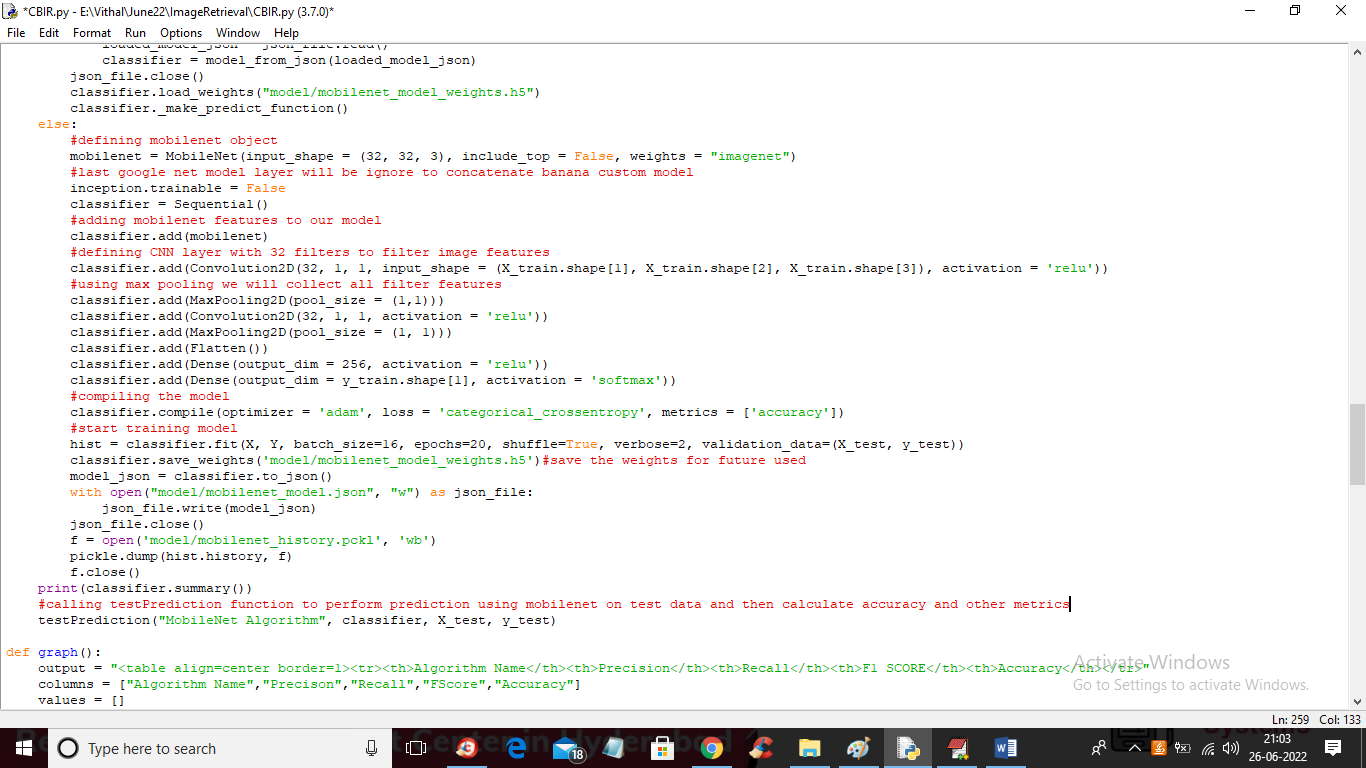 *CBIR.py - E:\Vithal\June22\ImageRetrieval\CBIR.py (3.7.0)*
File Edit Format Run Options Window Help
loaded_model_json = json_file.read()
classifier = model_from_json(loaded_model_json)
json_file.close()
classifier.load_weights("model/mobilenet_model_weights.h5")
classifier._make_predict_function()
else:
#defining mobilenet object
mobilenet = MobileNet(input_shape = (32, 32, 3), include_top = False, weights = "imagenet")
#last google net model layer will be ignore to concatenate banana custom model
inception.trainable = False
classifier = Sequential()
#adding mobilenet features to our model
classifier.add(mobilenet)
#defining CNN layer with 32 filters to filter image features
classifier.add(Convolution2D(32, 1, 1, input_shape = (X_train.shape[1], X_train.shape[2], X_train.shape[3]), activation = 'relu'))
#using max pooling we will collect all filter features
classifier.add(MaxPooling2D(pool_size = (1,1)))
classifier.add(Convolution2D(32, 1, 1, activation = 'relu'))
classifier.add(MaxPooling2D(pool_size = (1, 1)))
classifier.add(Flatten())
classifier.add(Dense(output_dim = 256, activation = 'relu'))
classifier.add(Dense(output_dim = y_train.shape[1], activation = 'softmax'))
#compiling the model
classifier.compile(optimizer = 'adam', loss = 'categorical_crossentropy', metrics = ['accuracy'])
#start training model
hist = classifier.fit(X, Y, batch_size=16, epochs=20, shuffle=True, verbose=2, validation_data=(X_test, y_test))
classifier.save_weights('model/mobilenet_model_weights.h5')#save the weights for future used
model_json = classifier.to_json()
with open("model/mobilenet_model.json", "w") as json_file:
json_file.write(model_json)
json_file.close()
f = open('model/mobilenet_history.pckl', 'wb')
pickle.dump(hist.history, f)
f.close()
print(classifier.summary())
#calling testPrediction function to perform prediction using mobilenet on test data and then calculate accuracy and other metrics
testPrediction("MobileNet Algorithm", classifier, X_test, y_test)
def graph():
output = "<table align=center border=1><tr><th>Algorithm Name</th><th>Precision</th><th>Recall</th><th>F1 SCORE</th><th>Accuracy</th></tr>"
columns = ["Algorithm Name","Precison","Recall","FScore","Accuracy"]
values = []
Activate Windows
Go to Settings to activate Windows.
Ln: 259 Col: 133
Type here to search
18
21:03
26-06-2022